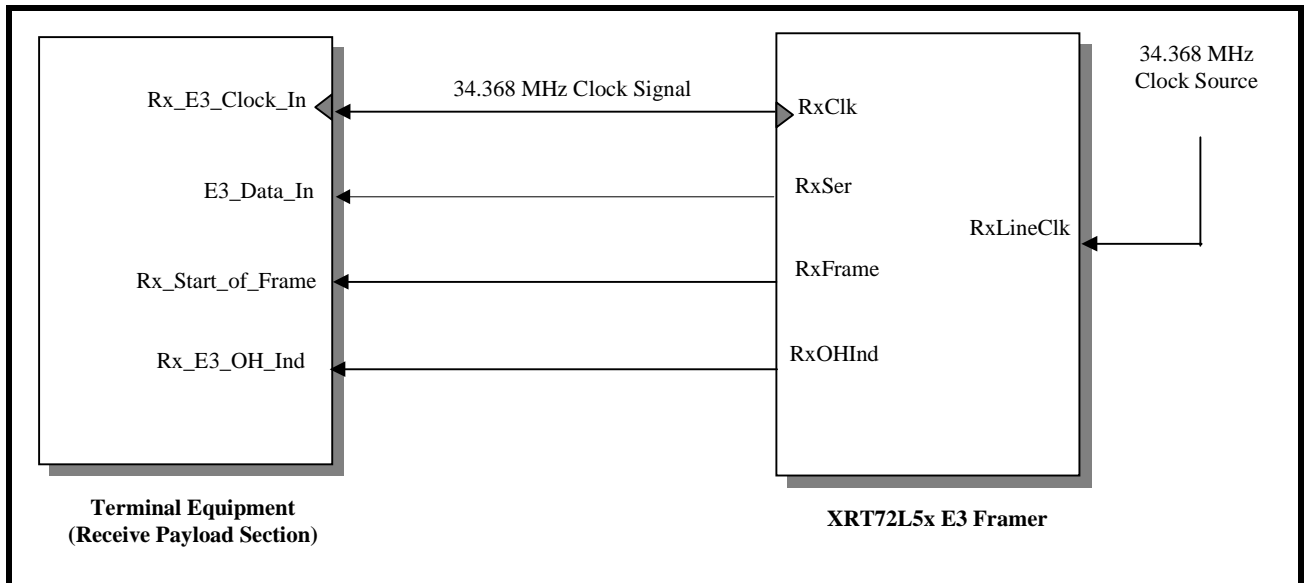 34.368 MHz
Clock Source
34.368 MHz Clock Signal
Rx_E3_Clock_In
RxClk
E3_Data_In
RxSer
RxLineClk
Rx_Start_of_Frame
RxFrame
Rx_E3_OH_Ind
RxOHInd
Terminal Equipment
(Receive Payload Section)
XRT72L5x E3 Framer